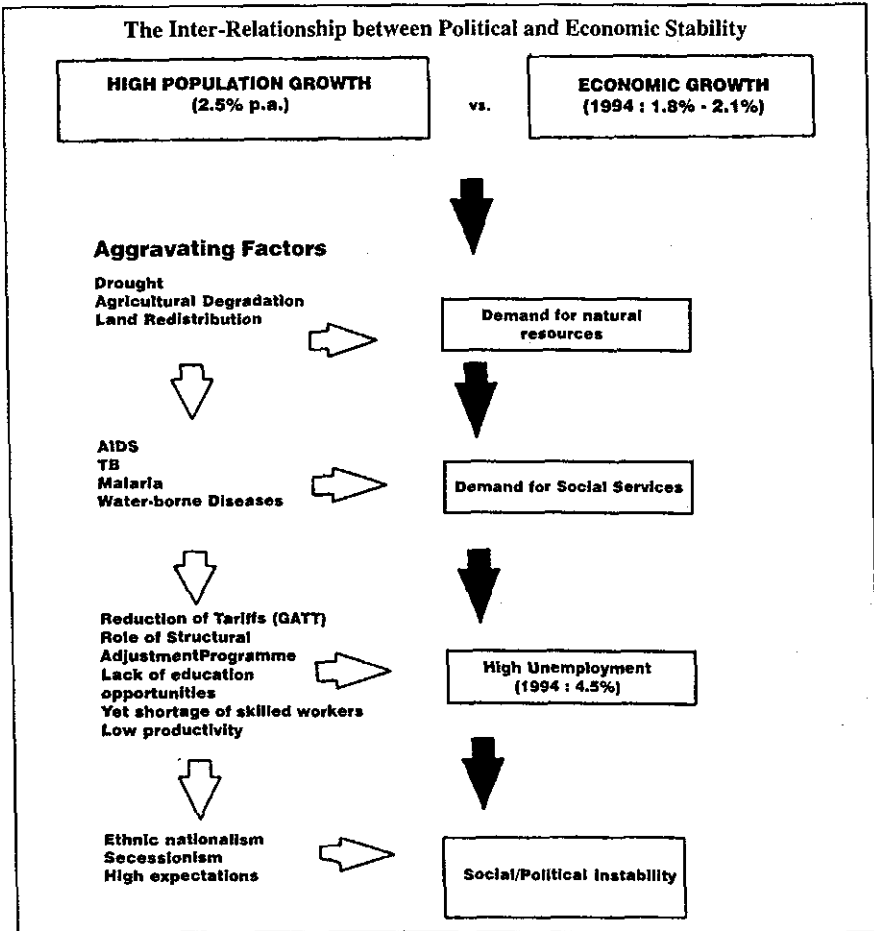 The Inter-Relationship between Political and Economic Stability
HIGH POPULATION GROWTH
(2.5% p.a.)
vs.
ECONOMIC GROWTH
(1994 : 1.8% - 2.1%)
Aggravating Factors
Drought
Agricultural Degradation
Land Redistribution
Demand for natural
resources
AIDS
TB
Malaria
Water-borne Diseases
Demand for Social Services
Reduction of Tariffs (GATT)
Role of Structural
AdjustmentProgramme
Lack of education
opportunities
Yet shortage of skilled workers
Low productivity
High Unemployment
(1994 : 4.5%)
Ethnic nationalism
Secessionism
High expectations
Social/Political instability